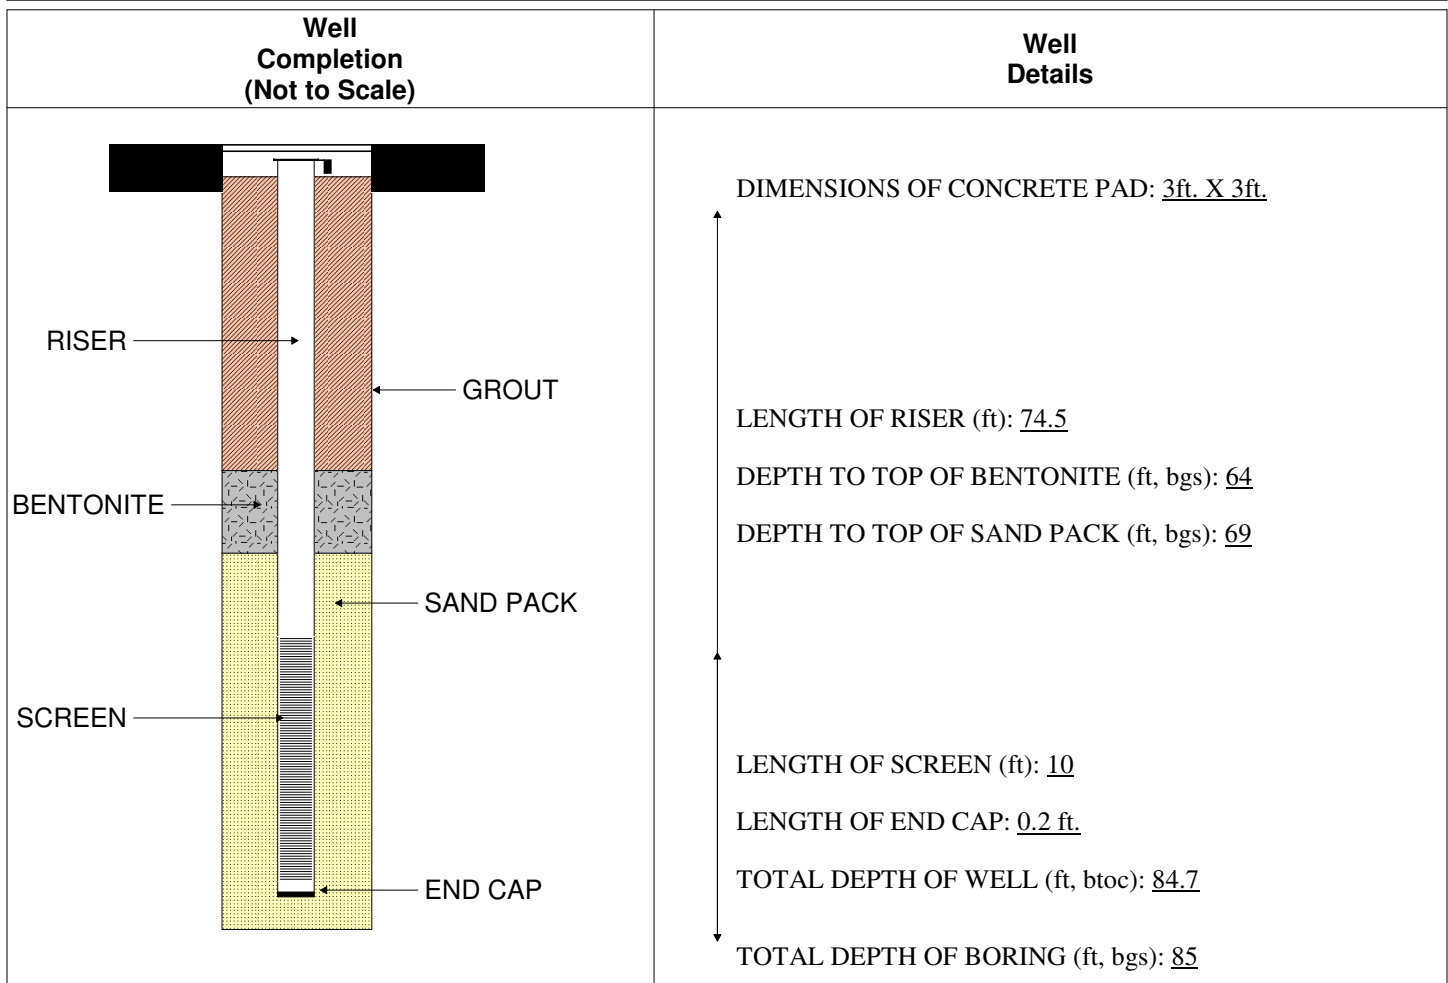 Well
Completion
(Not to Scale)
Well
Details
RISER
GROUT
BENTONITE
SAND PACK
SCREEN
END CAP
DIMENSIONS OF CONCRETE PAD: 3ft. X 3ft.
LENGTH OF RISER (ft): 74.5
DEPTH TO TOP OF BENTONITE (ft, bgs): 64
DEPTH TO TOP OF SAND PACK (ft, bgs): 69
LENGTH OF SCREEN (ft): 10
LENGTH OF END CAP: 0.2 ft.
TOTAL DEPTH OF WELL (ft, btoc): 84.7
TOTAL DEPTH OF BORING (ft, bgs): 85